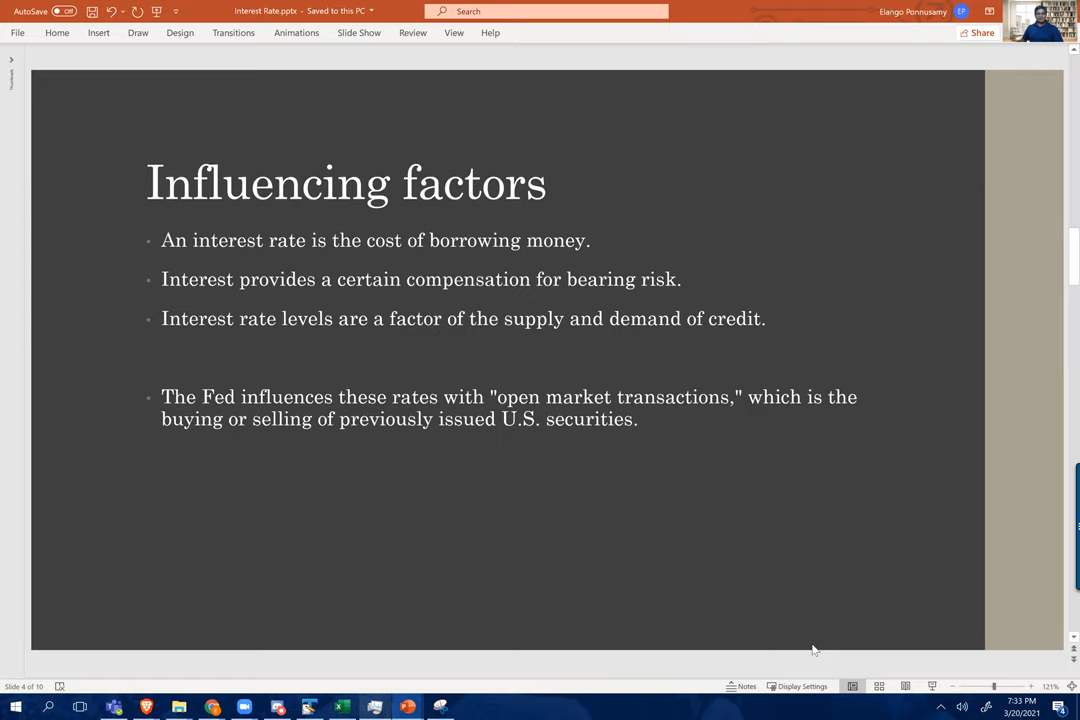 AutoSave Off
Interest Rate.pptx - Saved to this PC
Search
Elango Ponnusamy EP
File Home Insert Draw Design Transitions Animations Slide Show Review View Help
Share
Thumbnails
Influencing factors
An interest rate is the cost of borrowing money.
Interest provides a certain compensation for bearing risk.
Interest rate levels are a factor of the supply and demand of credit.
The Fed influences these rates with "open market transactions," which is the
buying or selling of previously issued U.S. securities.
Slide 4 of 10
Notes Display Settings 121%
7:33 PM
3/20/2021
4